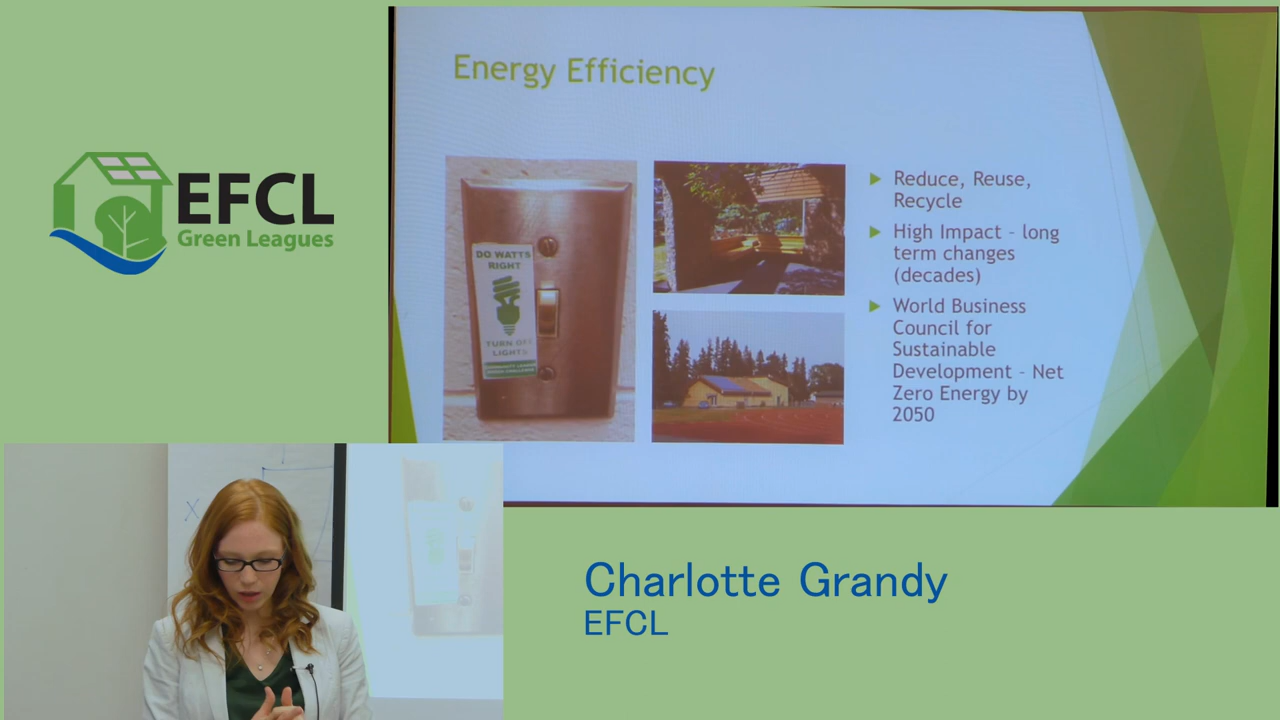 EFCL
Green Leagues
Energy Efficiency
DO WATTS
RIGHT
TURN OFF
LIGHTS
Reduce, Reuse,
Recycle
High Impact - long
term changes
(decades)
World Business
Council for
Sustainable
Development - Net
Zero Energy by
2050
X
Charlotte Grandy
EFCL